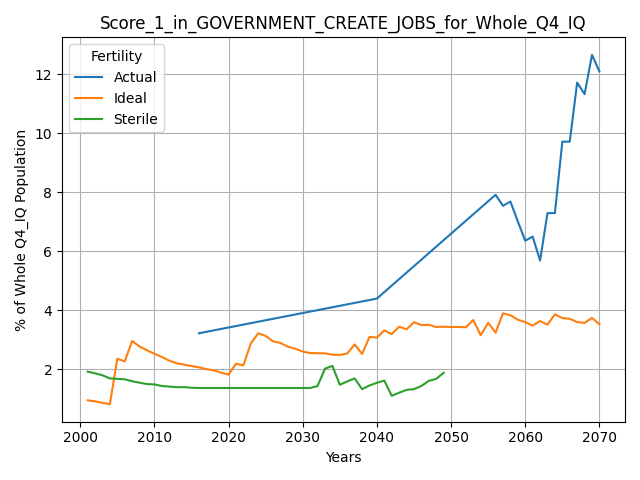 Score_1_in_GOVERNMENT_CREATE_JOBS_for_Whole_Q4_IQ
Fertility
Actual
Ideal
Sterile
% of Whole Q4_IQ Population
12
10
8
6
4
2
2000 2010 2020 2030 2040 2050 2060 2070
Years